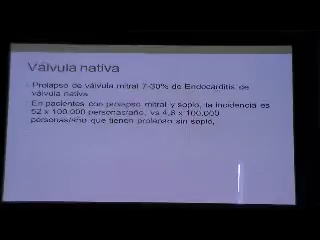 Válvula nativa
Prolapso de válvula mitral 7-30% de Endocarditis de
válvula nativa
En pacientes con prolapso mitral y soplo, la incidencia es
52 x 100.000 personas/año, vs 4,6 x 100.000
personas/año que tienen prolapso sin soplo,